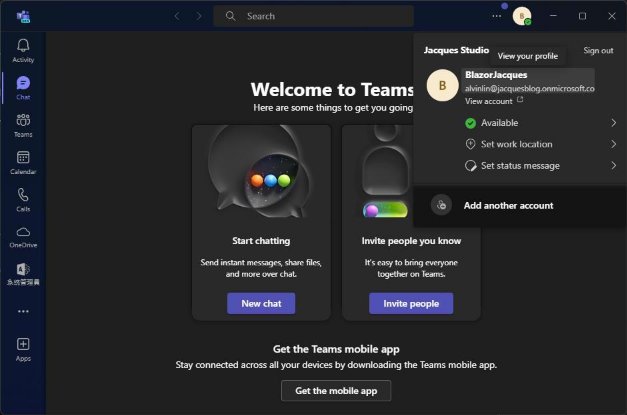 Search
B
Activity
Chat
Teams
Calendar
Calls
OneDrive
系統管理員
Apps
Welcome to Teams
Here are some things to get you going
Start chatting
Send instant messages, share files,
and more over chat.
New chat
Invite people you know
It's easy to bring everyone
together on Teams.
Invite people
Get the Teams mobile app
Stay connected across all your devices by downloading the Teams mobile app.
Get the mobile app
Jacques Studio
View your profile
Sign out
B
BlazorJacques
alvinlin@jacquesblog.onmicrosoft.co
View account
Available
Set work location
Set status message
Add another account